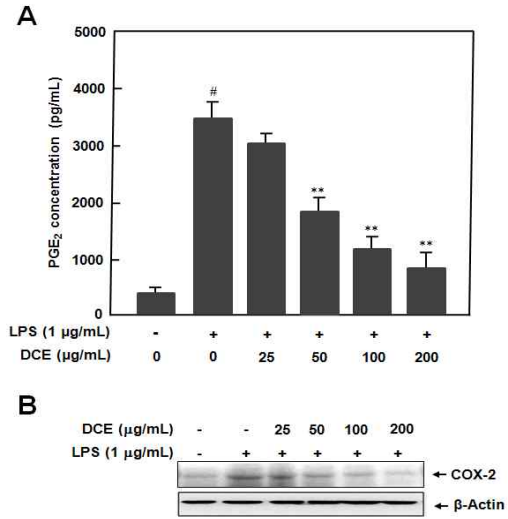 A
5000
4000
3000
2000
1000
0
PGE₂ concentration (pg/mL)
#
**
**
**
LPS (1 µg/mL) - + + + + +
DCE (µg/mL) 0 0 25 50 100 200
B
DCE (µg/mL) - - 25 50 100 200
LPS (1 µg/mL) - + + + + +
COX-2
β-Actin